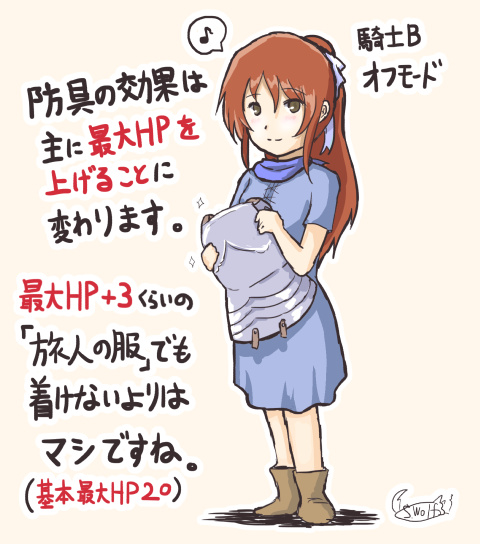 騎士B
オフモード
♪
防具の効果は
主に最大HPを
上げることに
変わります。
最大HP+3くらいの
「旅人の服」でも
着けないよりは
マシですね。
(基本最大HP20)
Swolf